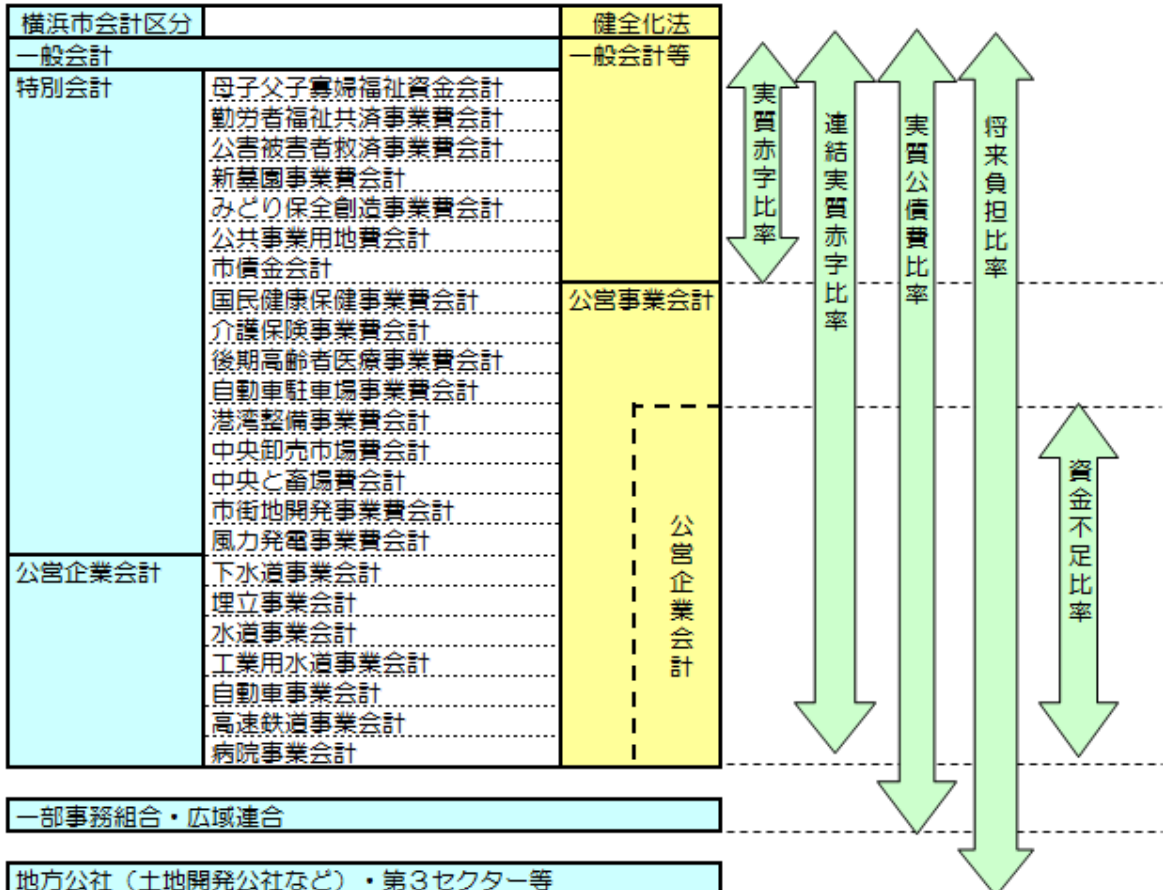 横浜市会計区分 健全化法
一般会計 一般会計等
特別会計 母子父子寡婦福祉資金会計
勤労者福祉共済事業費会計
公害被害者救済事業費会計
新墓園事業費会計
みどり保全創造事業費会計
公共事業用地費会計
市債金会計
国民健康保健事業費会計 公営事業会計
介護保険事業費会計
後期高齢者医療事業費会計
自動車駐車場事業費会計
港湾整備事業費会計
中央卸売市場費会計
中央と畜場費会計
市街地開発事業費会計
風力発電事業費会計
公営企業会計 下水道事業会計
埋立事業会計
水道事業会計
工業用水道事業会計
自動車事業会計
高速鉄道事業会計
病院事業会計
公営企業会計
実質赤字比率
連結実質赤字比率
実質公債費比率
将来負担比率
資金不足比率
一部事務組合・広域連合
地方公社（土地開発公社など）・第３セクター等